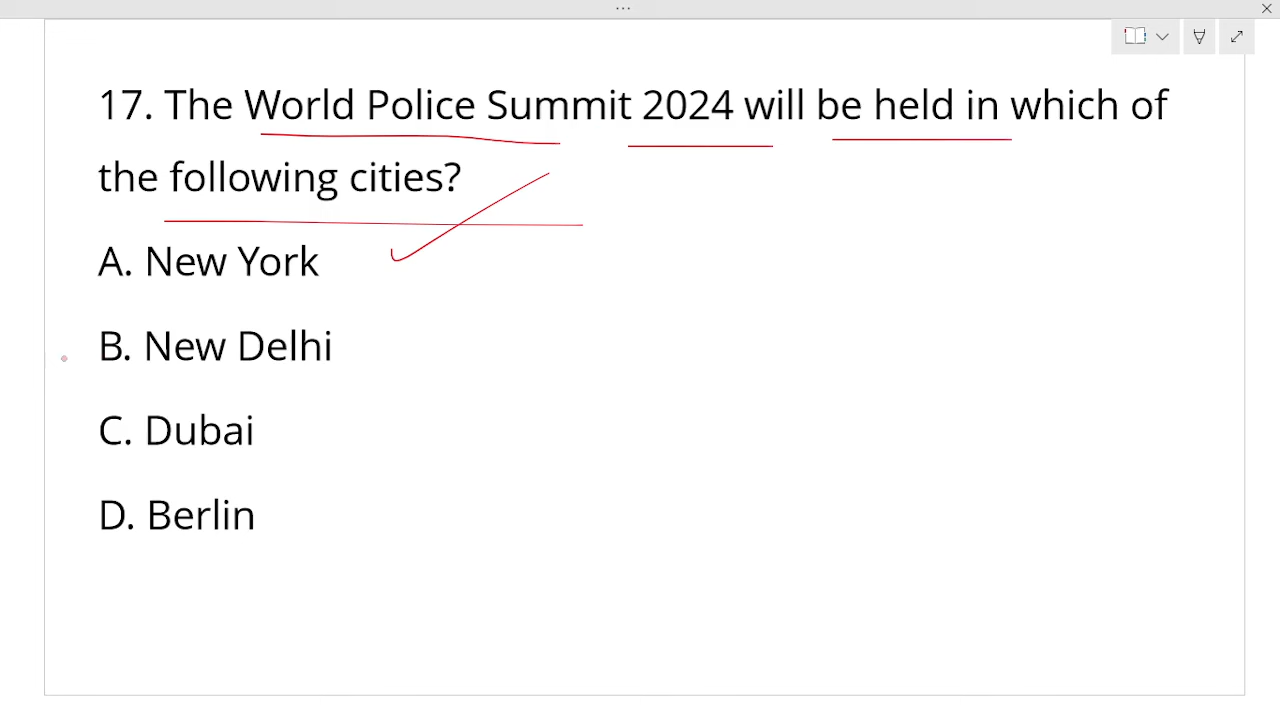 17. The World Police Summit 2024 will be held in which of
the following cities?
A. New York
B. New Delhi
C. Dubai
D. Berlin